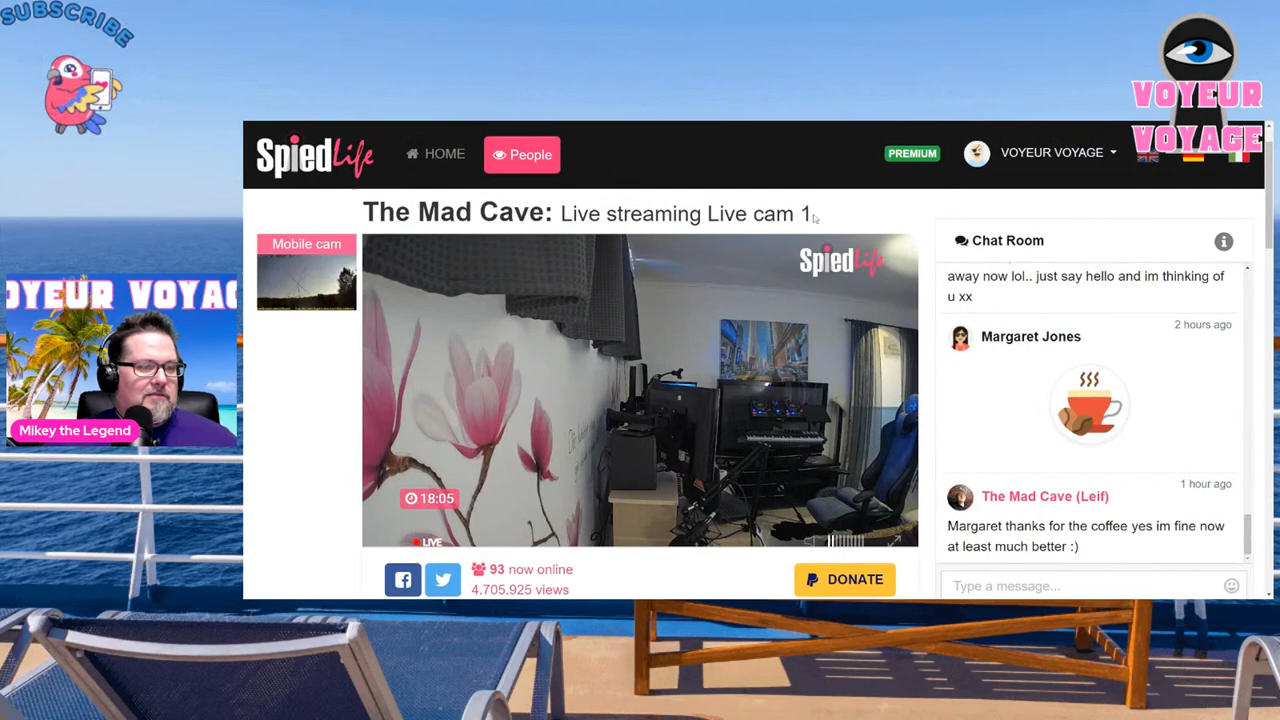 SUBSCRIBE
VOYEUR
VOYAGE
Spied Life
HOME
People
PREMIUM
VOYEUR VOYAGE
The Mad Cave: Live streaming Live cam 1
Mobile cam
Spied Life
18:05
LIVE
93 now online
4.705.925 views
DONATE
Chat Room
away now lol.. just say hello and im thinking of
u xx
2 hours ago
Margaret Jones
1 hour ago
The Mad Cave (Leif)
Margaret thanks for the coffee yes im fine now
at least much better :)
Type a message...
OYEUR VOYAG
Mikey the Legend